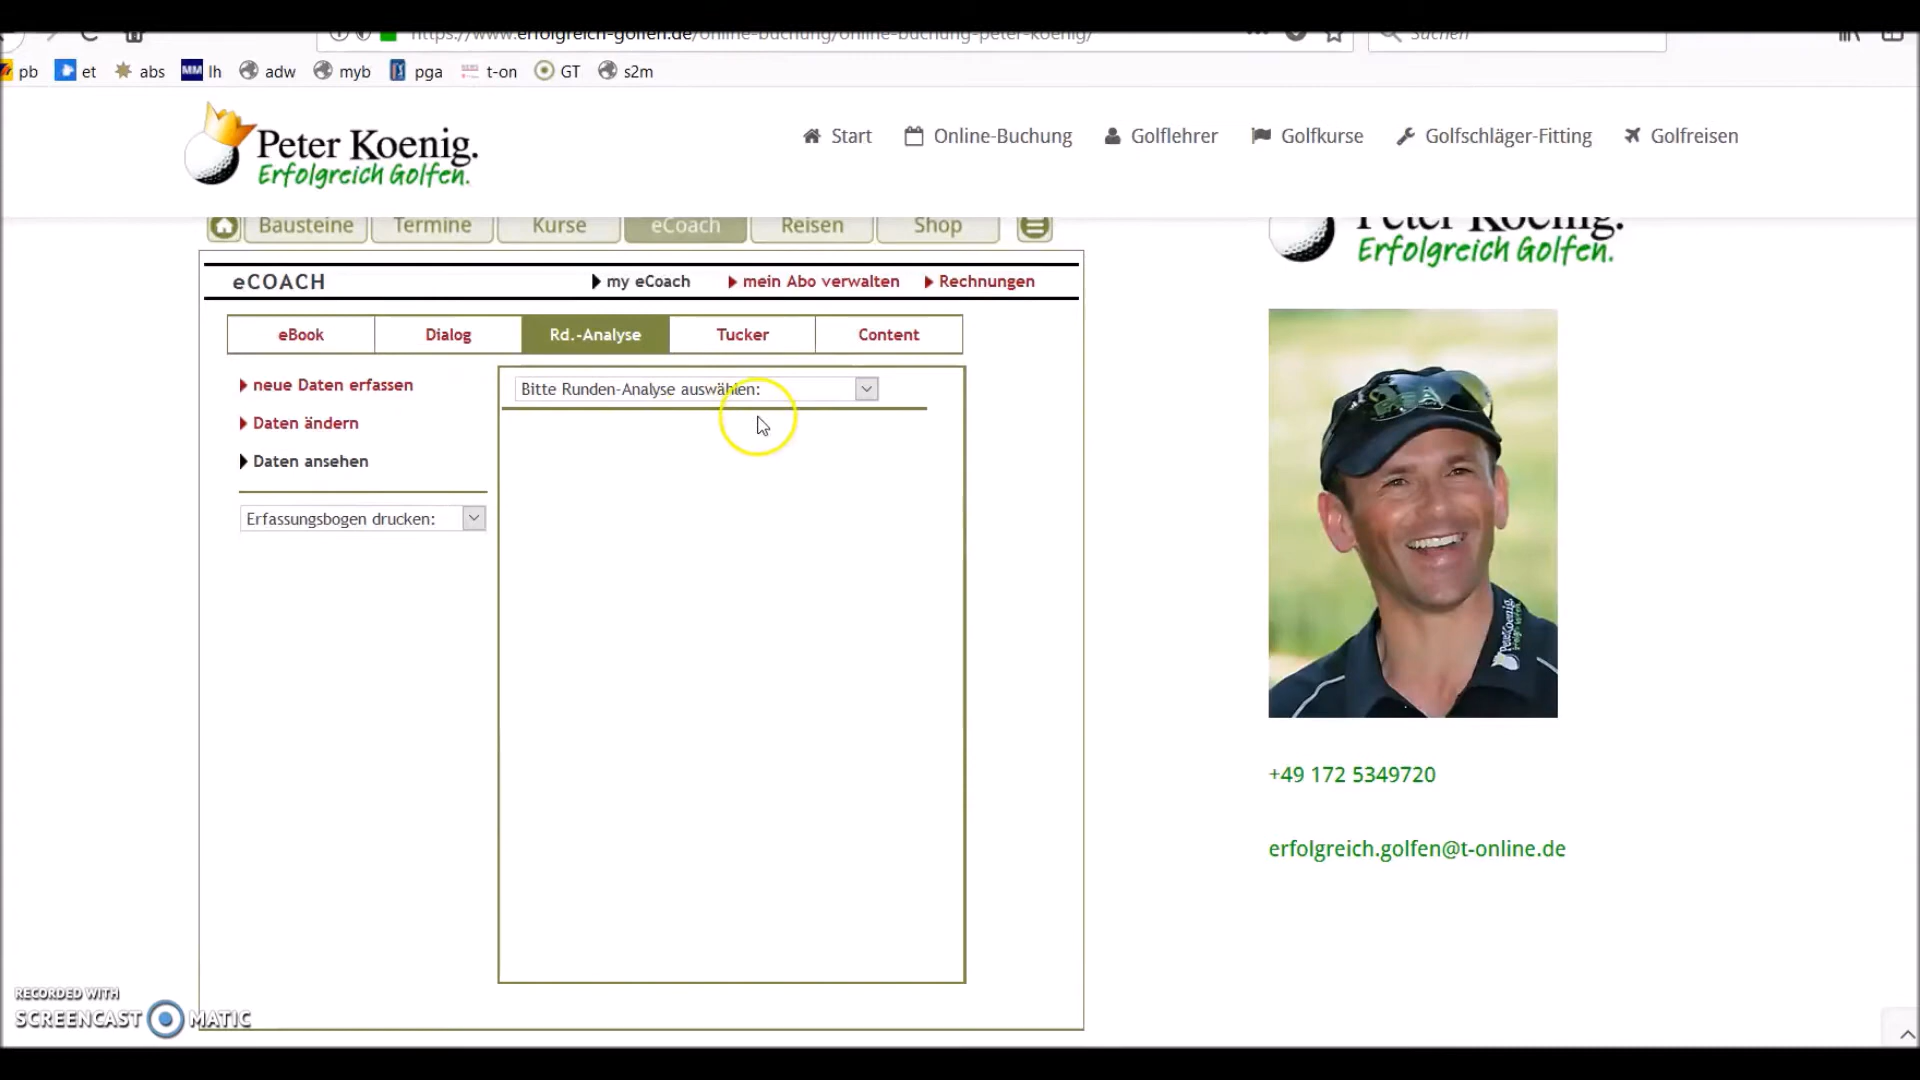 https://www.erfolgreich-golfen.de/online-buchung/online-buchung-peter-koenig/
Suchen
pb et abs lh adw myb pga t-on GT s2m
MM
Peter Koenig.
Erfolgreich Golfen.
Start Online-Buchung Golflehrer Golfkurse Golfschläger-Fitting Golfreisen
Bausteine Termine Kurse eCoach Reisen Shop
Peter Koenig.
Erfolgreich Golfen.
eCOACH my eCoach mein Abo verwalten Rechnungen
eBook Dialog Rd.-Analyse Tucker Content
neue Daten erfassen
Daten ändern
Daten ansehen
Erfassungsbogen drucken:
Bitte Runden-Analyse auswählen:
+49 172 5349720
erfolgreich.golfen@t-online.de
RECORDED WITH
SCREENCAST MATIC